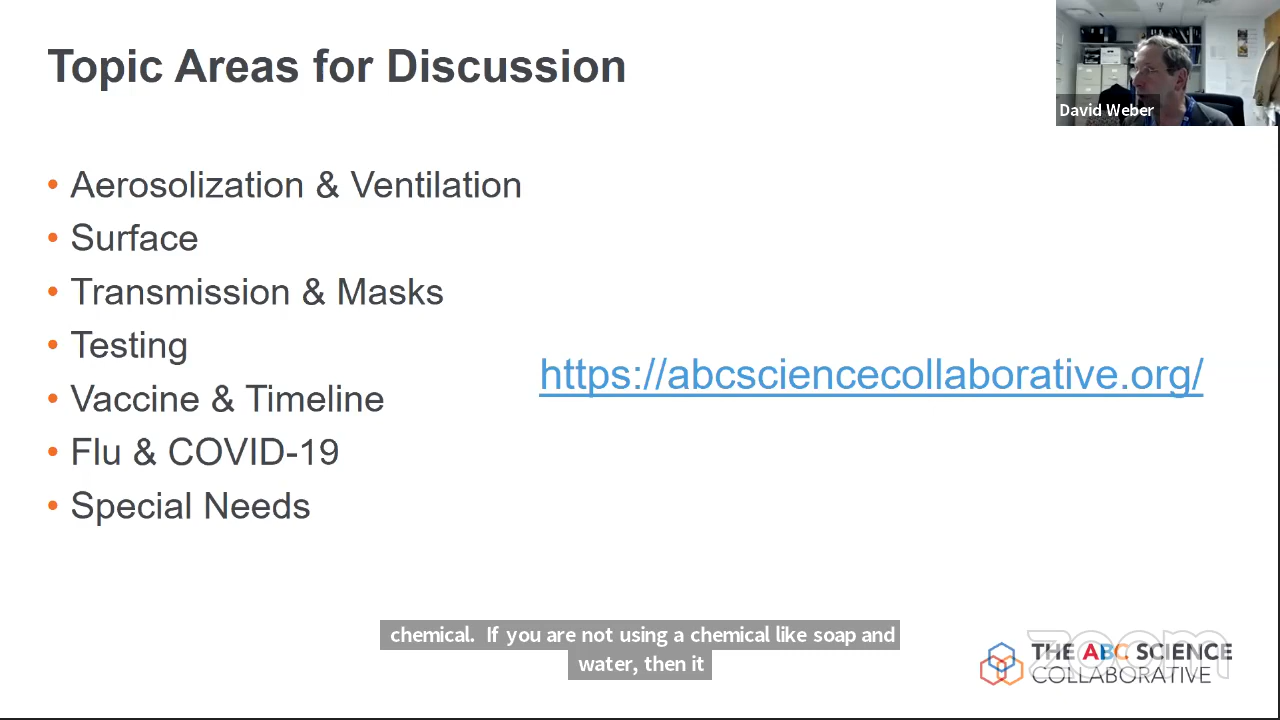 Topic Areas for Discussion
David Weber
• Aerosolization & Ventilation
• Surface
• Transmission & Masks
• Testing
https://abcsciencecollaborative.org/
• Vaccine & Timeline
• Flu & COVID-19
• Special Needs
chemical. If you are not using a chemical like soap and
water, then it
THE ABC SCIENCE
COLLABORATIVE
zoom